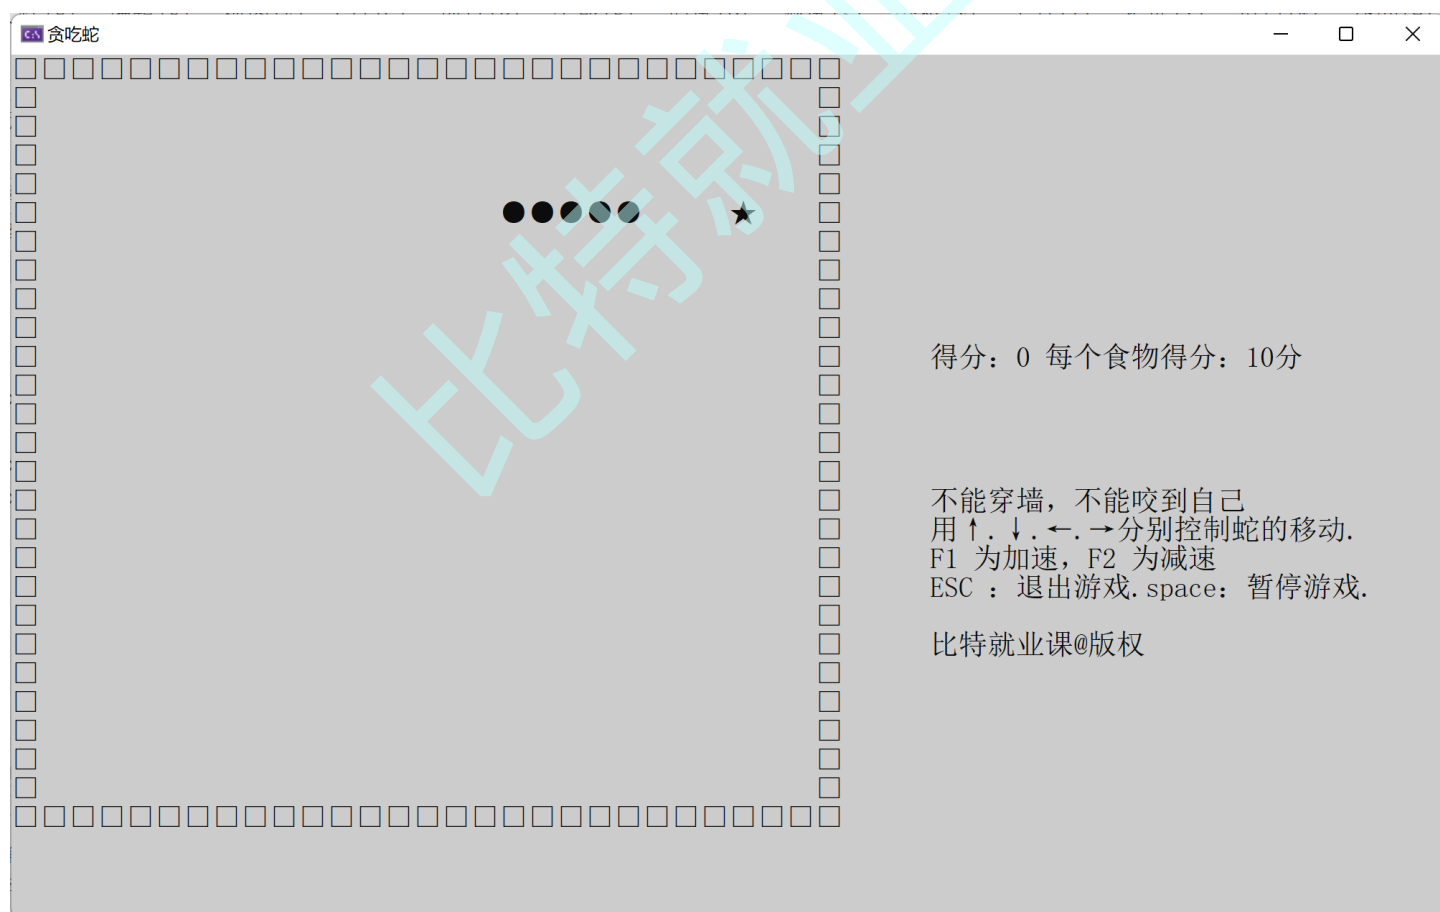 贪吃蛇
得分：0 每个食物得分：10分
不能穿墙，不能咬到自己
用↑.↓.←.→分别控制蛇的移动.
F1 为加速，F2 为减速
ESC ：退出游戏.space：暂停游戏.
比特就业课@版权
比特就业